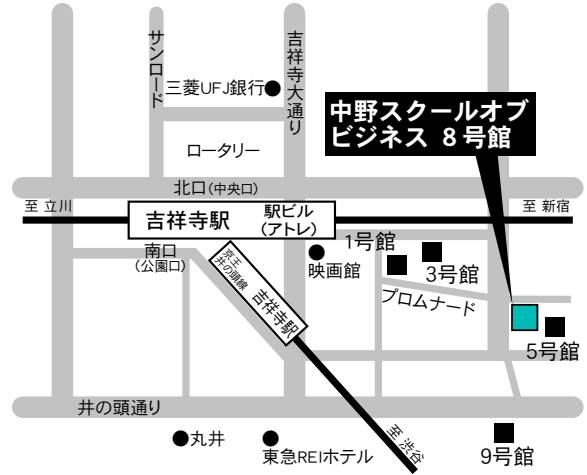 サンロード
吉祥寺大通り
三菱UFJ銀行
中野スクールオブ
ビジネス 8号館
ロータリー
北口(中央口)
至 立川
至 新宿
吉祥寺駅
駅ビル
(アトレ)
南口
(公園口)
京王
井の頭線
吉祥寺駅
映画館
1号館
3号館
プロムナード
5号館
井の頭通り
丸井
東急REIホテル
至 渋谷
9号館